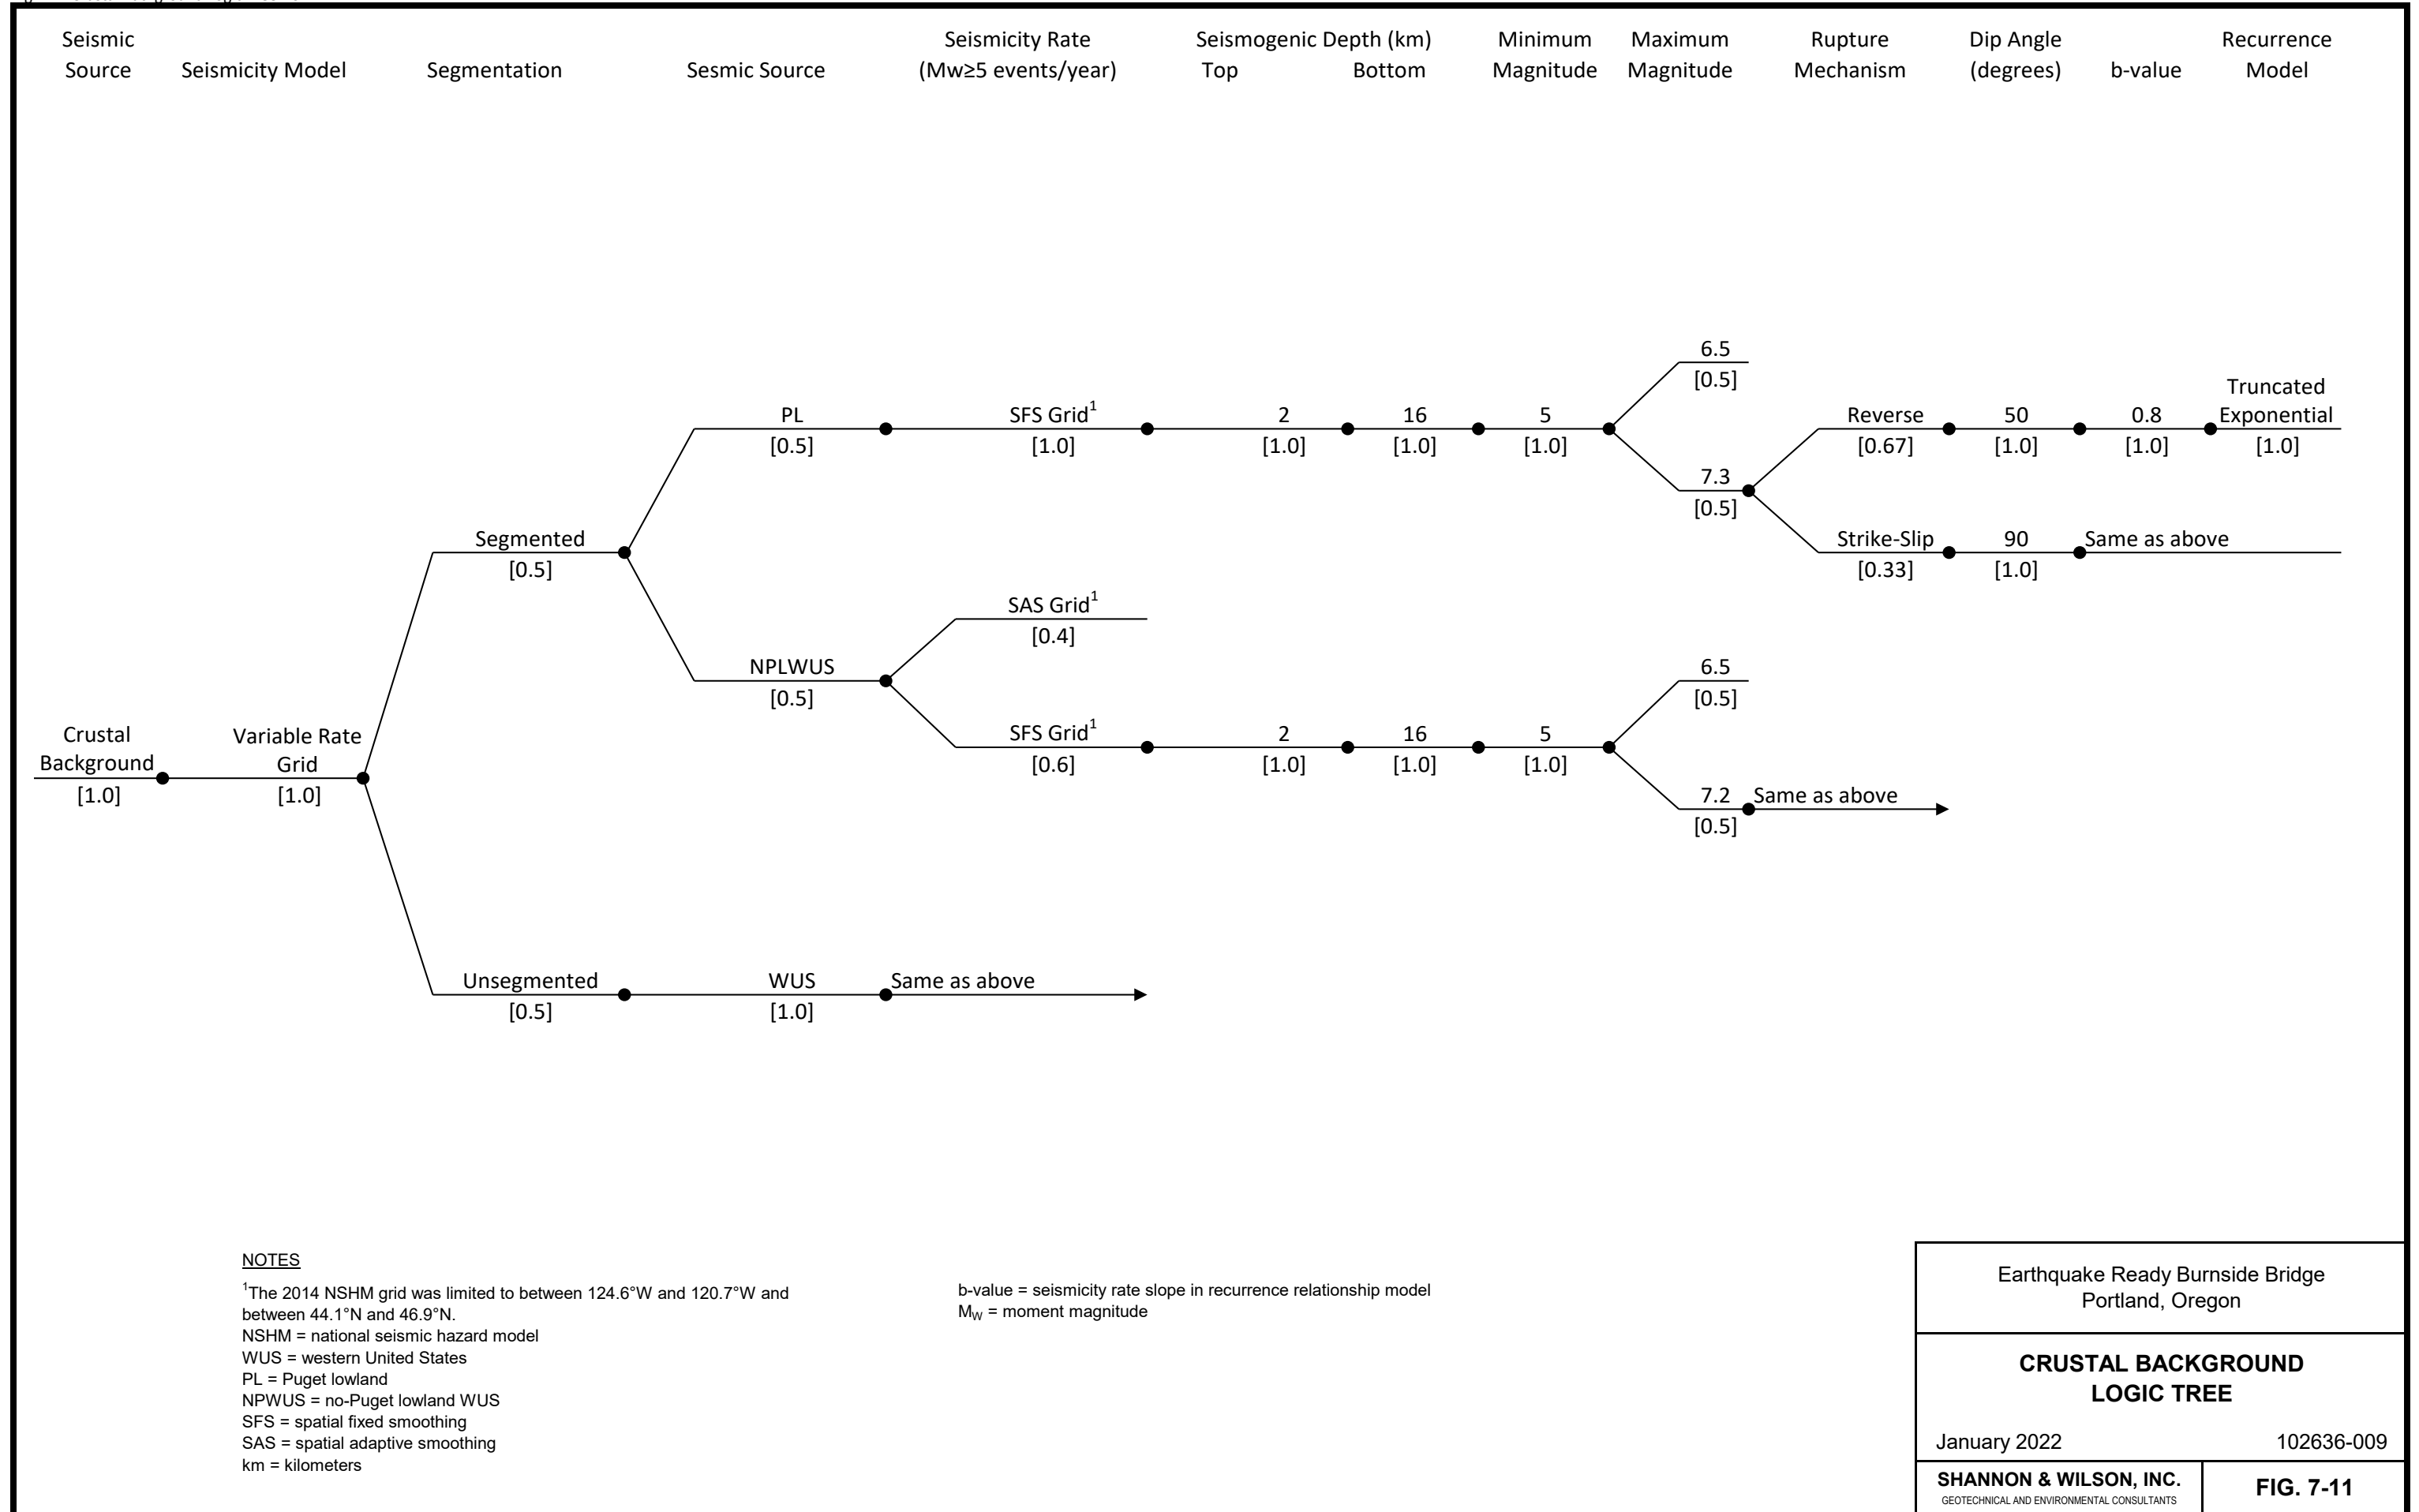 Seismic
Source
Seismicity Model
Segmentation
Sesmic Source
Seismicity Rate
(Mw≥5 events/year)
Seismogenic Depth (km)
Top
Bottom
Minimum
Magnitude
Maximum
Magnitude
Rupture
Mechanism
Dip Angle
(degrees)
b-value
Recurrence
Model
Crustal
Background
[1.0]
Variable Rate
Grid
[1.0]
Segmented
[0.5]
PL
[0.5]
SFS Grid¹
[1.0]
2
[1.0]
16
[1.0]
5
[1.0]
6.5
[0.5]
7.3
[0.5]
Reverse
[0.67]
50
[1.0]
0.8
[1.0]
Truncated
Exponential
[1.0]
Strike-Slip
[0.33]
90
[1.0]
Same as above
NPLWUS
[0.5]
SAS Grid¹
[0.4]
SFS Grid¹
[0.6]
2
[1.0]
16
[1.0]
5
[1.0]
6.5
[0.5]
7.2
[0.5]
Same as above
Unsegmented
[0.5]
WUS
[1.0]
Same as above
NOTES
¹The 2014 NSHM grid was limited to between 124.6°W and 120.7°W and
between 44.1°N and 46.9°N.
NSHM = national seismic hazard model
WUS = western United States
PL = Puget lowland
NPWUS = no-Puget lowland WUS
SFS = spatial fixed smoothing
SAS = spatial adaptive smoothing
km = kilometers
b-value = seismicity rate slope in recurrence relationship model
M_W = moment magnitude
Earthquake Ready Burnside Bridge
Portland, Oregon
CRUSTAL BACKGROUND
LOGIC TREE
January 2022
102636-009
SHANNON & WILSON, INC.
GEOTECHNICAL AND ENVIRONMENTAL CONSULTANTS
FIG. 7-11